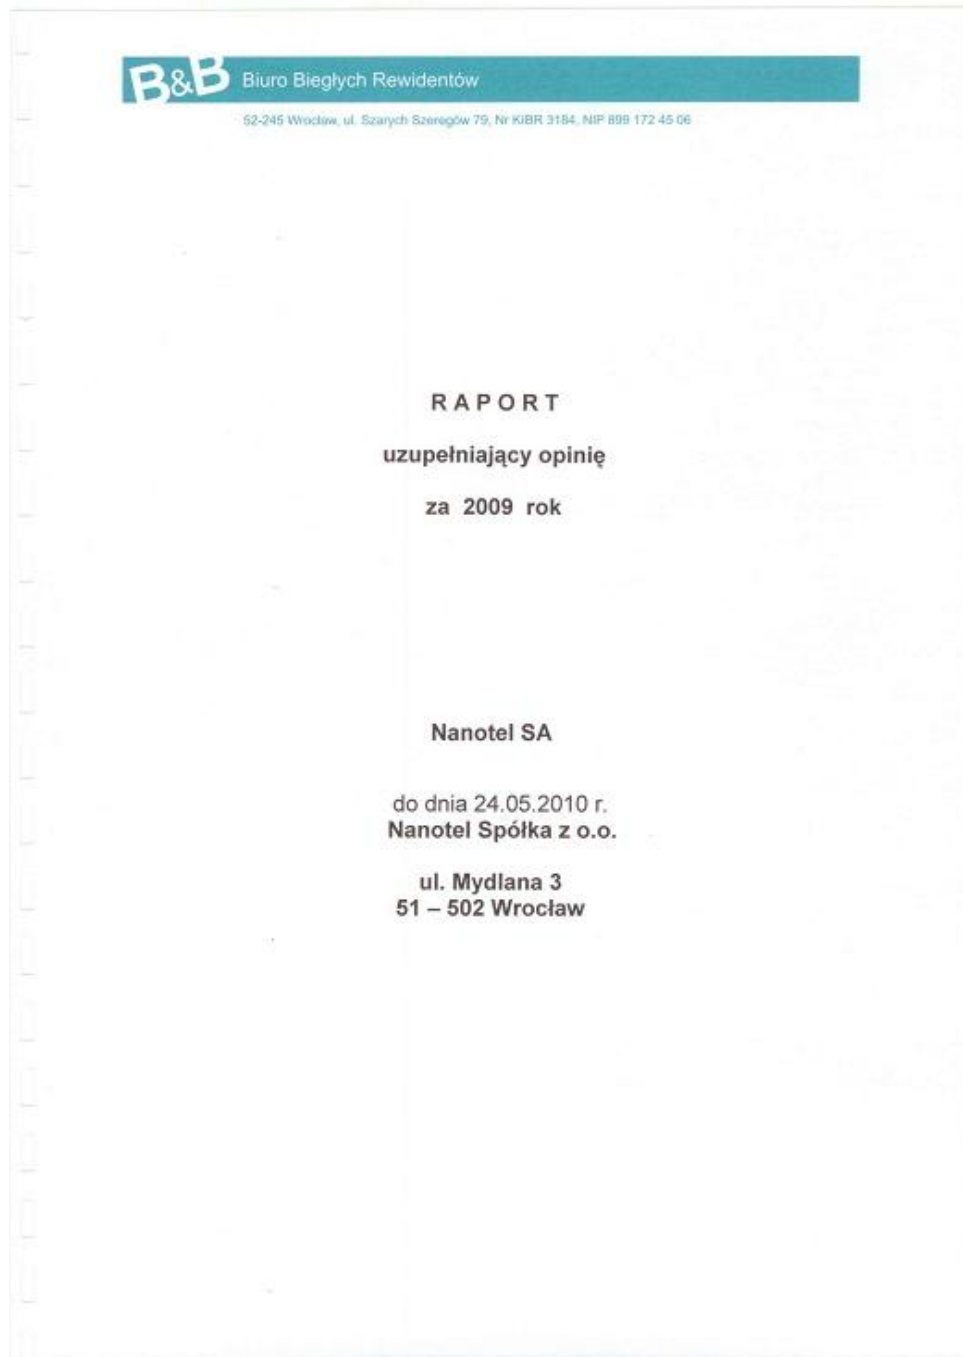 B&B Biuro Biegłych Rewidentów
52-245 Wrocław, ul. Szarych Szeregów 79, Nr KIBR 3184, NIP 899 172 45 06
RAPORT
uzupełniający opinię
za 2009 rok
Nanotel SA
do dnia 24.05.2010 r.
Nanotel Spółka z o.o.
ul. Mydlana 3
51 – 502 Wrocław